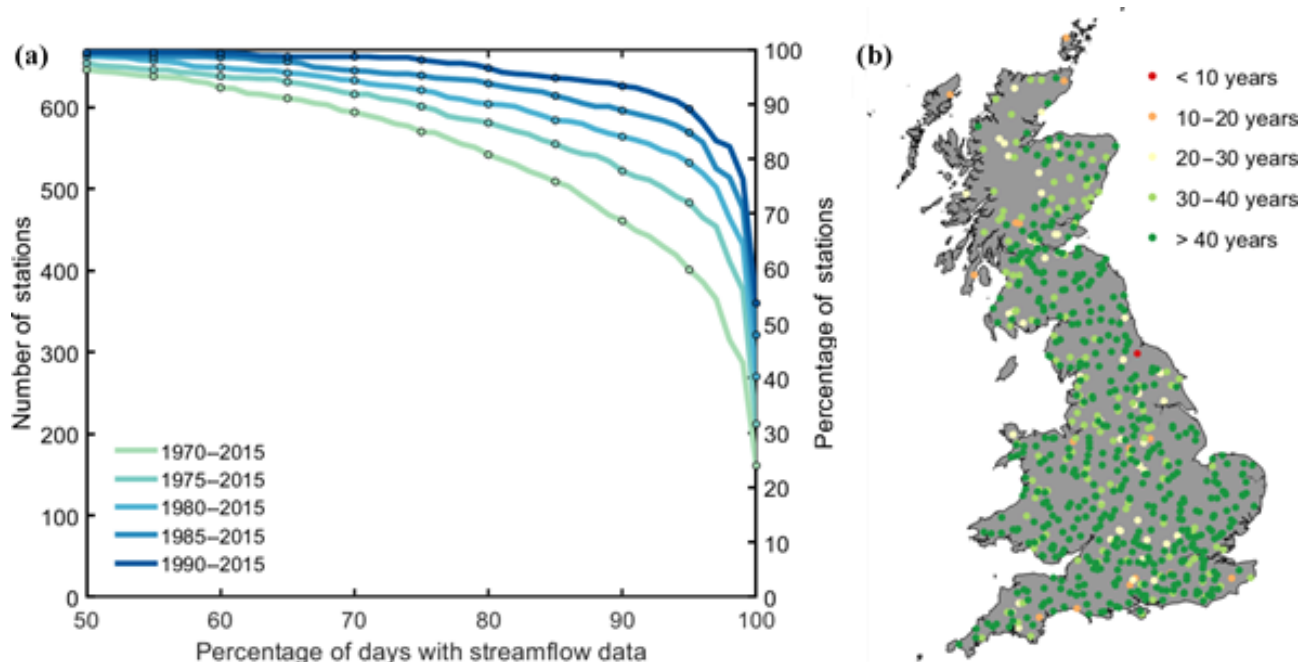 (a)
Number of stations
600
500
400
300
200
100
0
50
60
70
80
90
100
Percentage of days with streamflow data
100
90
80
70
60
50
40
30
20
10
0
Percentage of stations
1970–2015
1975–2015
1980–2015
1985–2015
1990–2015
(b)
< 10 years
10–20 years
20–30 years
30–40 years
> 40 years